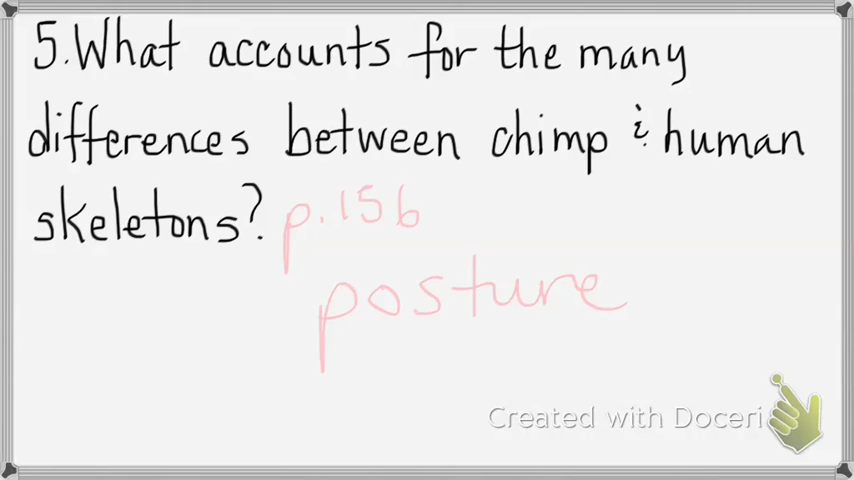 5. What accounts for the many
differences between chimp & human
skeletons? p.156
posture
Created with Doceri